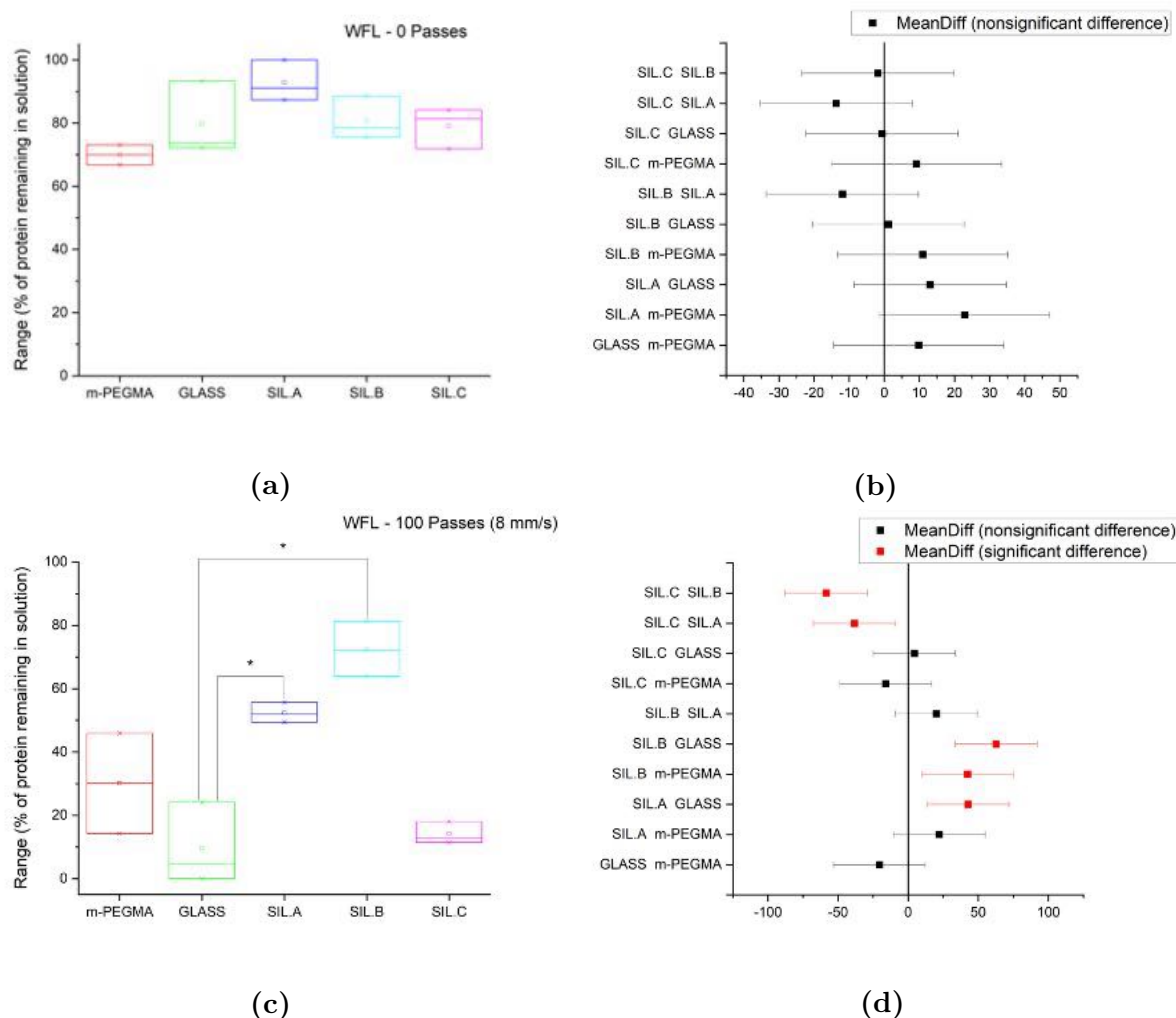 WFL - 0 Passes
Range (% of protein remaining in solution)
100
80
60
40
20
0
m-PEGMA GLASS SIL.A SIL.B SIL.C
(a)
MeanDiff (nonsignificant difference)
SIL.C SIL.B
SIL.C SIL.A
SIL.C GLASS
SIL.C m-PEGMA
SIL.B SIL.A
SIL.B GLASS
SIL.B m-PEGMA
SIL.A GLASS
SIL.A m-PEGMA
GLASS m-PEGMA
-40 -30 -20 -10 0 10 20 30 40 50
(b)
WFL - 100 Passes (8 mm/s)
Range (% of protein remaining in solution)
100
80
60
40
20
0
*
*
m-PEGMA GLASS SIL.A SIL.B SIL.C
(c)
MeanDiff (nonsignificant difference)
MeanDiff (significant difference)
SIL.C SIL.B
SIL.C SIL.A
SIL.C GLASS
SIL.C m-PEGMA
SIL.B SIL.A
SIL.B GLASS
SIL.B m-PEGMA
SIL.A GLASS
SIL.A m-PEGMA
GLASS m-PEGMA
-100 -50 0 50 100
(d)